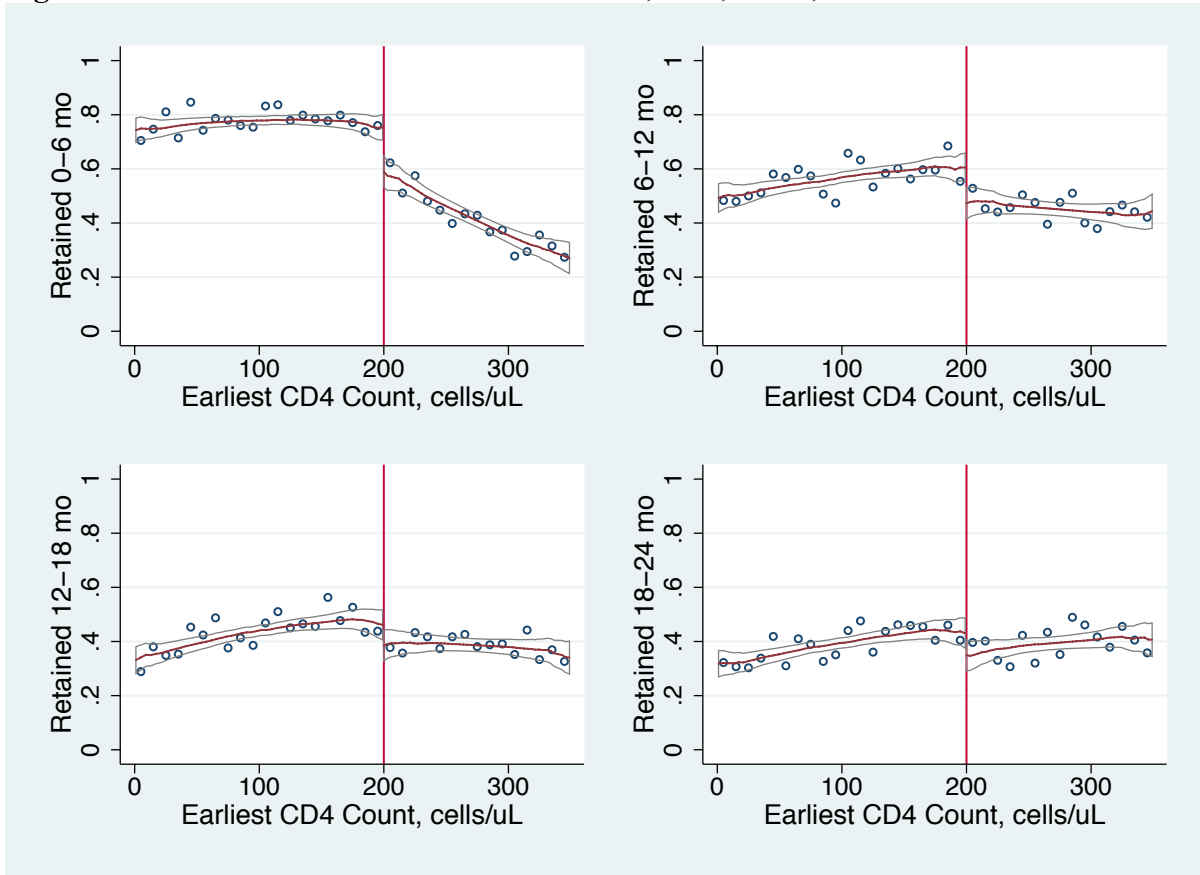 1
.8
.6
.4
.2
0
Retained 0–6 mo
0 100 200 300
Earliest CD4 Count, cells/uL
1
.8
.6
.4
.2
0
Retained 6–12 mo
0 100 200 300
Earliest CD4 Count, cells/uL
1
.8
.6
.4
.2
0
Retained 12–18 mo
0 100 200 300
Earliest CD4 Count, cells/uL
1
.8
.6
.4
.2
0
Retained 18–24 mo
0 100 200 300
Earliest CD4 Count, cells/uL